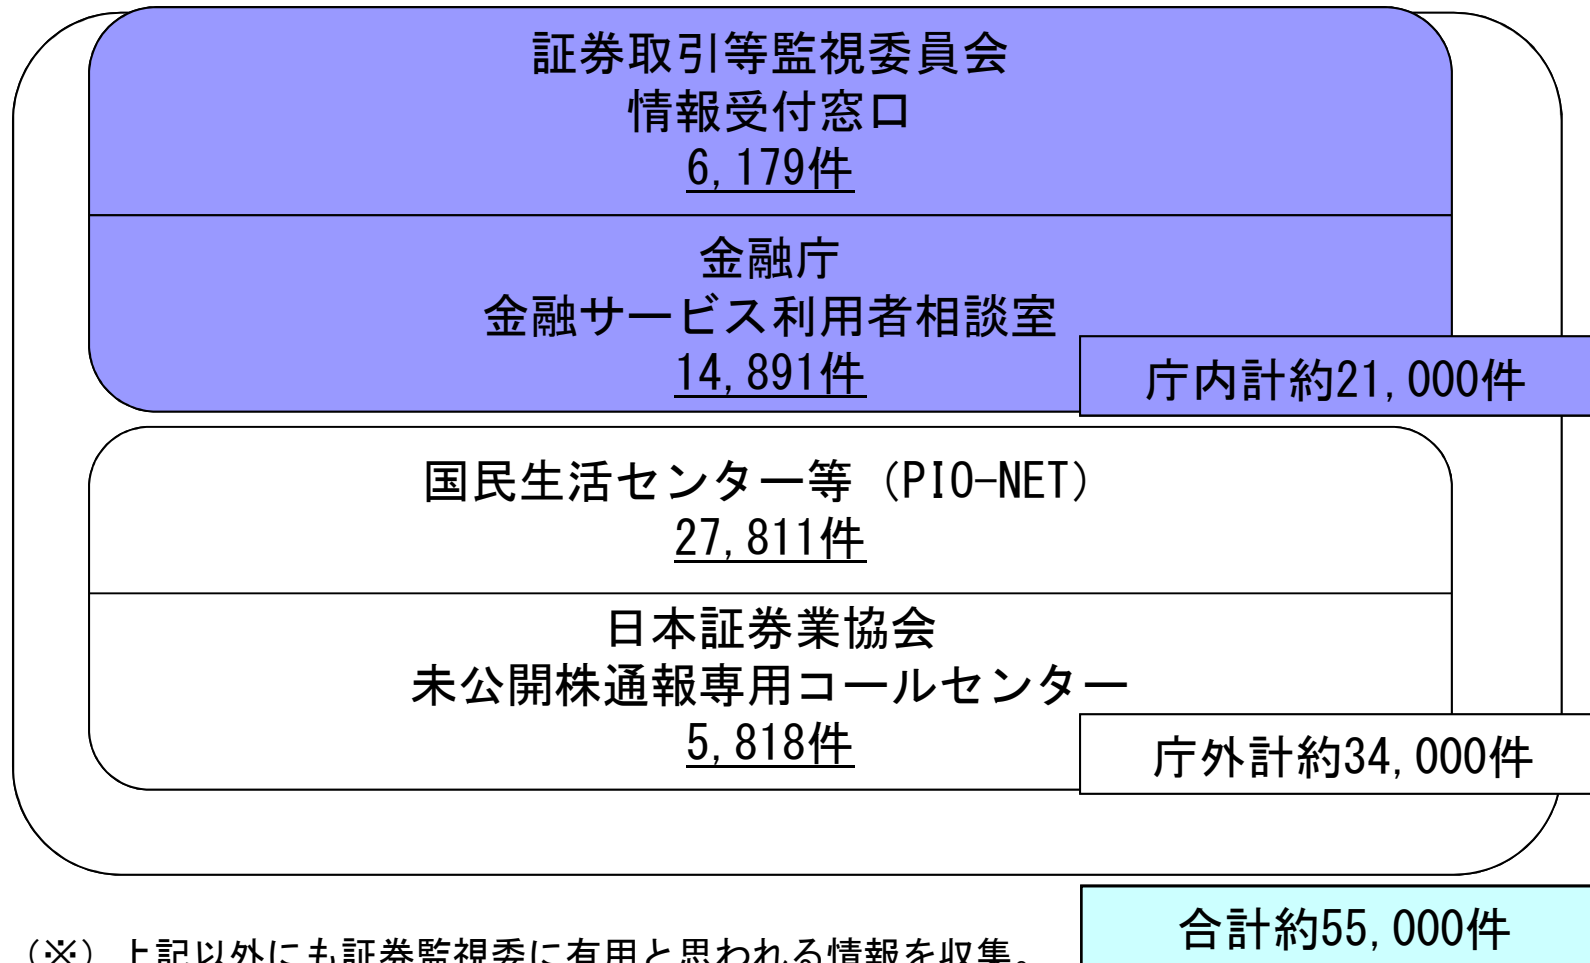 証券取引等監視委員会
情報受付窓口
6,179件
金融庁
金融サービス利用者相談室
14,891件
庁内計約21,000件
国民生活センター等（PIO-NET）
27,811件
日本証券業協会
未公開株通報専用コールセンター
5,818件
庁外計約34,000件
合計約55,000件
（※）上記以外にも証券監視委に有用と思われる情報を収集。